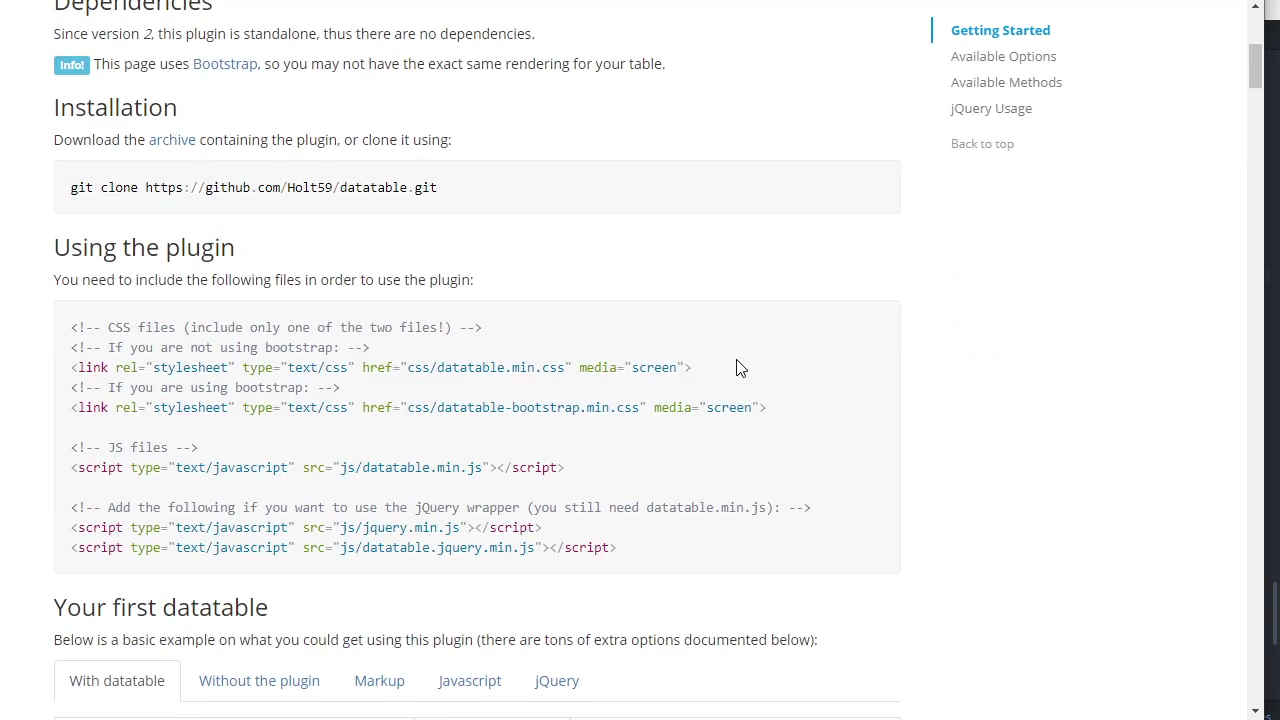 Dependencies
Since version 2, this plugin is standalone, thus there are no dependencies.
Info! This page uses Bootstrap, so you may not have the exact same rendering for your table.
Installation
Download the archive containing the plugin, or clone it using:
git clone https://github.com/Holt59/datatable.git
Using the plugin
You need to include the following files in order to use the plugin:
<!-- CSS files (include only one of the two files!) -->
<!-- If you are not using bootstrap: -->
<link rel="stylesheet" type="text/css" href="css/datatable.min.css" media="screen">
<!-- If you are using bootstrap: -->
<link rel="stylesheet" type="text/css" href="css/datatable-bootstrap.min.css" media="screen">
<!-- JS files -->
<script type="text/javascript" src="js/datatable.min.js"></script>
<!-- Add the following if you want to use the jQuery wrapper (you still need datatable.min.js): -->
<script type="text/javascript" src="js/jquery.min.js"></script>
<script type="text/javascript" src="js/datatable.jquery.min.js"></script>
Your first datatable
Below is a basic example on what you could get using this plugin (there are tons of extra options documented below):
With datatable Without the plugin Markup Javascript jQuery
Getting Started
Available Options
Available Methods
jQuery Usage
Back to top